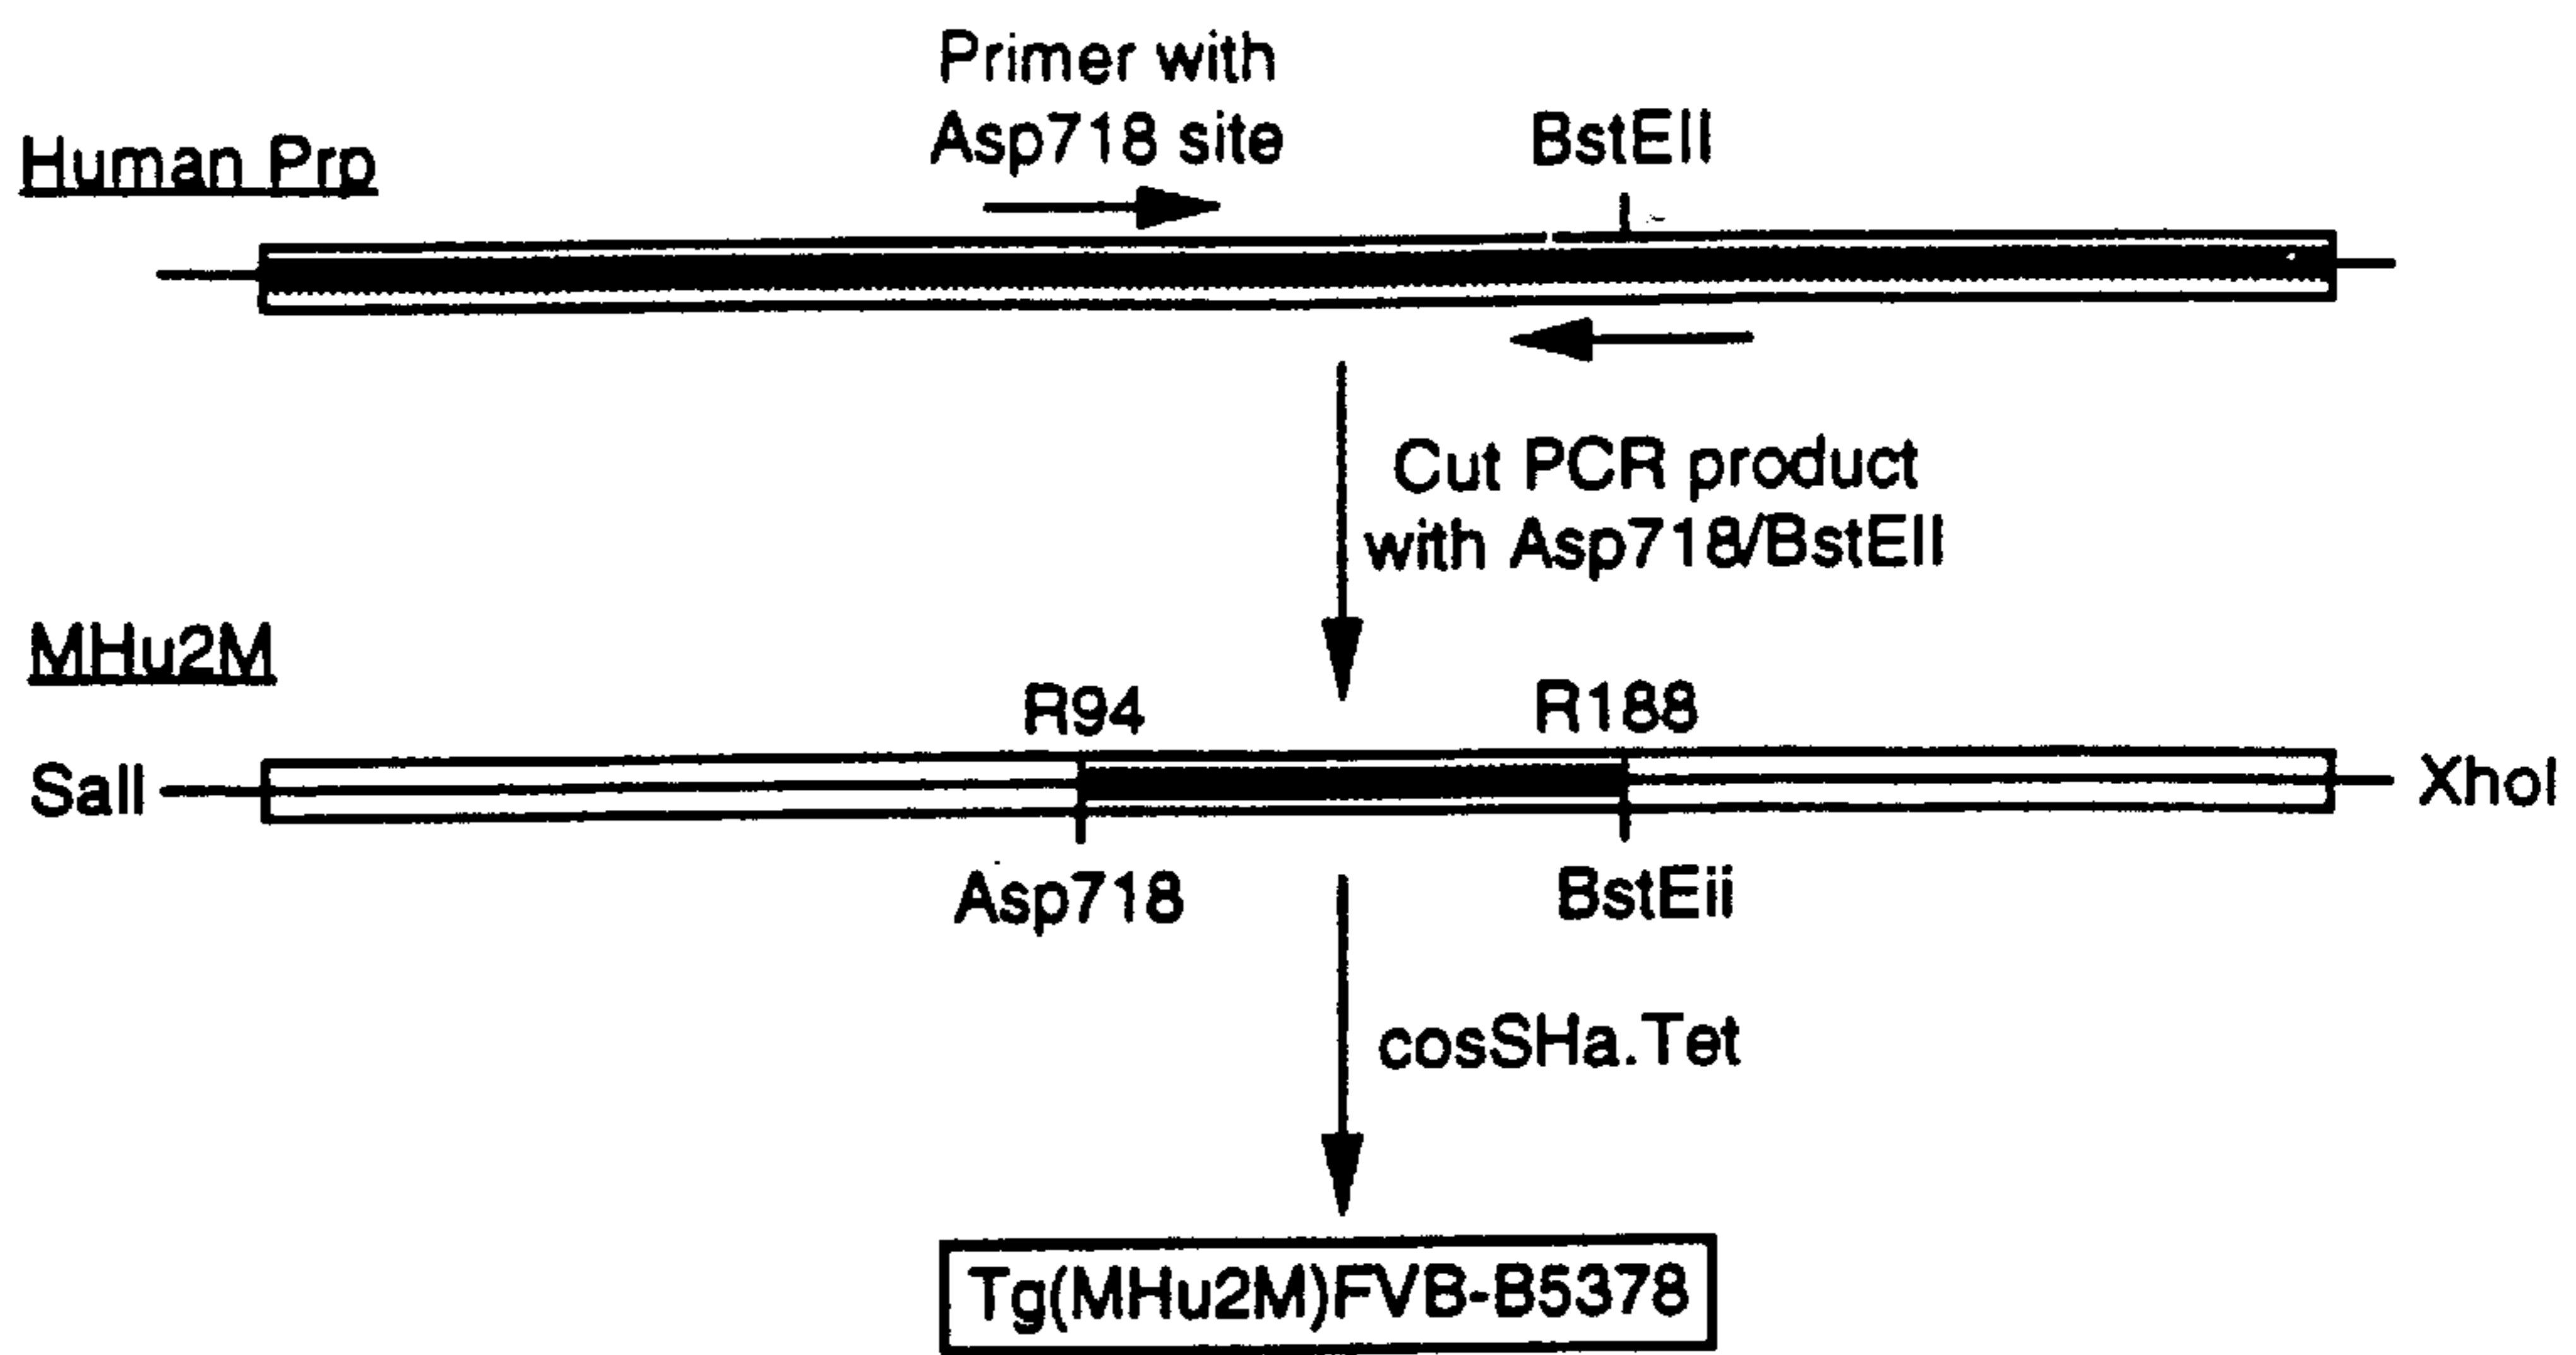 Primer with
Asp718 site
BstEII
Human Prp
Cut PCR product
with Asp718/BstEII
MHu2M
R94
R188
SalI
XhoI
Asp718
BstEii
cosSHa.Tet
Tg(MHu2M)FVB-B5378